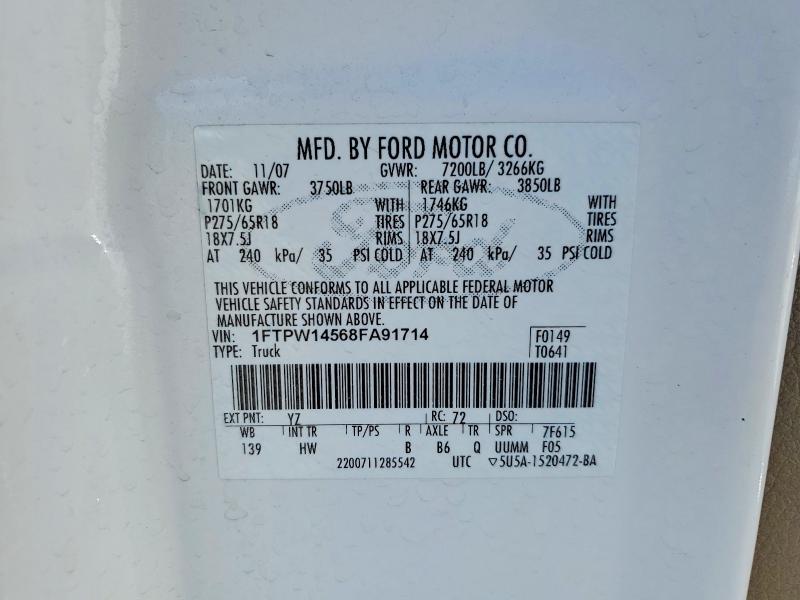 MFD. BY FORD MOTOR CO.
DATE: 11/07 GVWR: 7200LB/ 3266KG
FRONT GAWR: 3750LB REAR GAWR: 3850LB
1701KG WITH 1746KG WITH
P275/65R18 TIRES P275/65R18 TIRES
18X7.5J RIMS 18X7.5J RIMS
AT 240 kPa/ 35 PSI COLD AT 240 kPa/ 35 PSI COLD
Ford
THIS VEHICLE CONFORMS TO ALL APPLICABLE FEDERAL MOTOR
VEHICLE SAFETY STANDARDS IN EFFECT ON THE DATE OF
MANUFACTURE SHOWN ABOVE.
VIN: 1FTPW14568FA91714 F0149
TYPE: Truck T0641
EXT PNT: YZ RC: 72 DSO:
WB INT TR TP/PS R AXLE TR SPR 7F615
139 HW B B6 Q UUMM F05
2200711285542 UTC ▽5U5A-1520472-BA